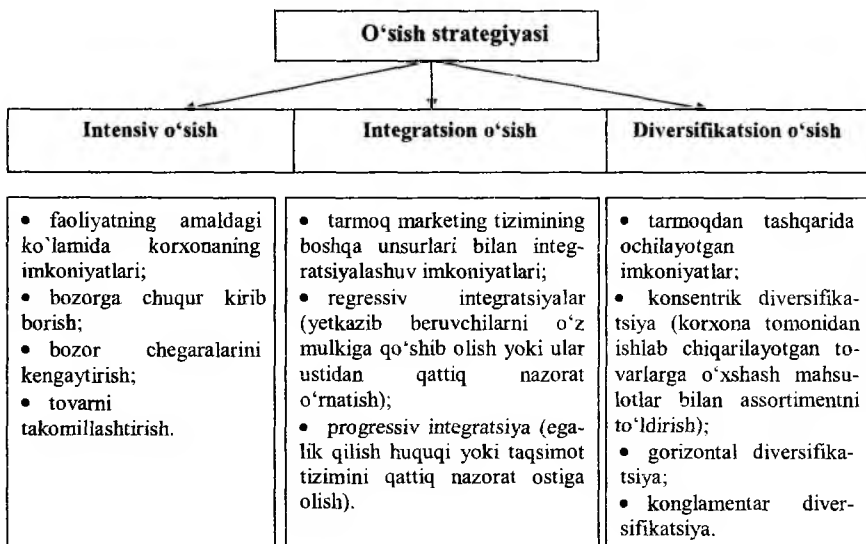 O‘sish strategiyasi
Intensiv o‘sish
Integratsion o‘sish
Diversifikatsion o‘sish
• faoliyatning amaldagi
ko`lamida korxonaning
imkoniyatlari;
• bozorga chuqur kirib
borish;
• bozor chegaralarini
kengaytirish;
• tovarni
takomillashtirish.
• tarmoq marketing tizimining
boshqa unsurlari bilan integ-
ratsiyalashuv imkoniyatlari;
• regressiv integratsiyalar
(yetkazib beruvchilarni o‘z
mulkiga qo‘shib olish yoki ular
ustidan qattiq nazorat
o‘rnatish);
• progressiv integratsiya (ega-
lik qilish huquqi yoki taqsimot
tizimini qattiq nazorat ostiga
olish).
• tarmoqdan tashqarida
ochilayotgan
imkoniyatlar;
• konsentrik diversifika-
tsiya (korxona tomonidan
ishlab chiqarilayotgan to-
varlarga o‘xshash mahsu-
lotlar bilan assortimentni
to‘ldirish);
• gorizontal diversifika-
tsiya;
• konglamentar diver-
sifikatsiya.